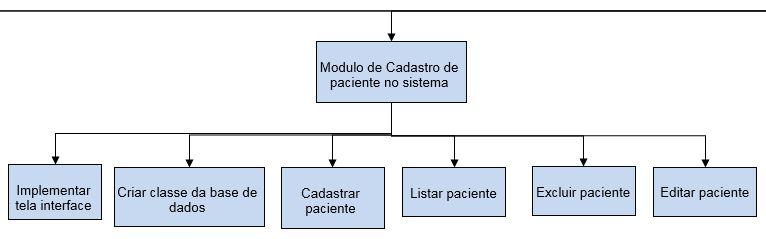 Modulo de Cadastro de
paciente no sistema
Implementar
tela interface
Criar classe da base de
dados
Cadastrar
paciente
Listar paciente
Excluir paciente
Editar paciente